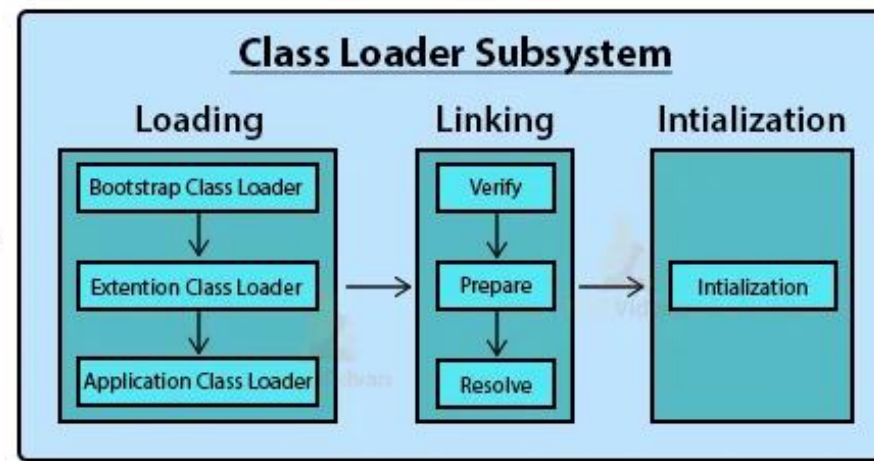 Class Loader Subsystem
Loading
Linking
Intialization
Bootstrap Class Loader
Extention Class Loader
Application Class Loader
Verify
Prepare
Resolve
Intialization